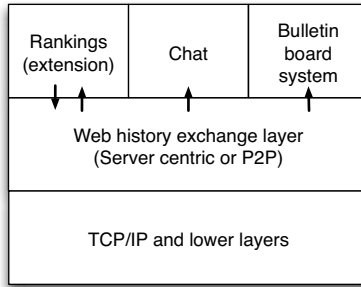 Rankings
(extension)
Chat
Bulletin
board
system
Web history exchange layer
(Server centric or P2P)
TCP/IP and lower layers